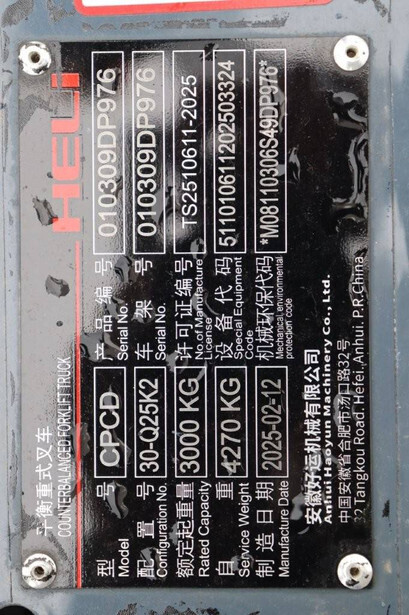 HELI
平衡重式叉车
COUNTERBALANCED FORKLIFT TRUCK
型 号 CPCD 产品编号 010309DP976
Model Serial No.
配 置 号 30-Q25K2 车 架 号 010309DP976
Configuration No. Serial No.
额定起重量 3000 KG 许可证编号 TS2510611-2025
Rated Capacity No. of Manufacture License
自 重 4270 KG 设备代码 511010611202503324
Service Weight Special Equipment Code
制造日期 2025-02-12 机械环保代码 *M08110306S49DP976*
Manufacture Date Mechanical environmental protection code
安徽好运机械有限公司
Anhui Haoyun Machinery Co., Ltd.
中国安徽省合肥市汤口路32号
32 Tangkou Road. Hefei. Anhui. P.R.China